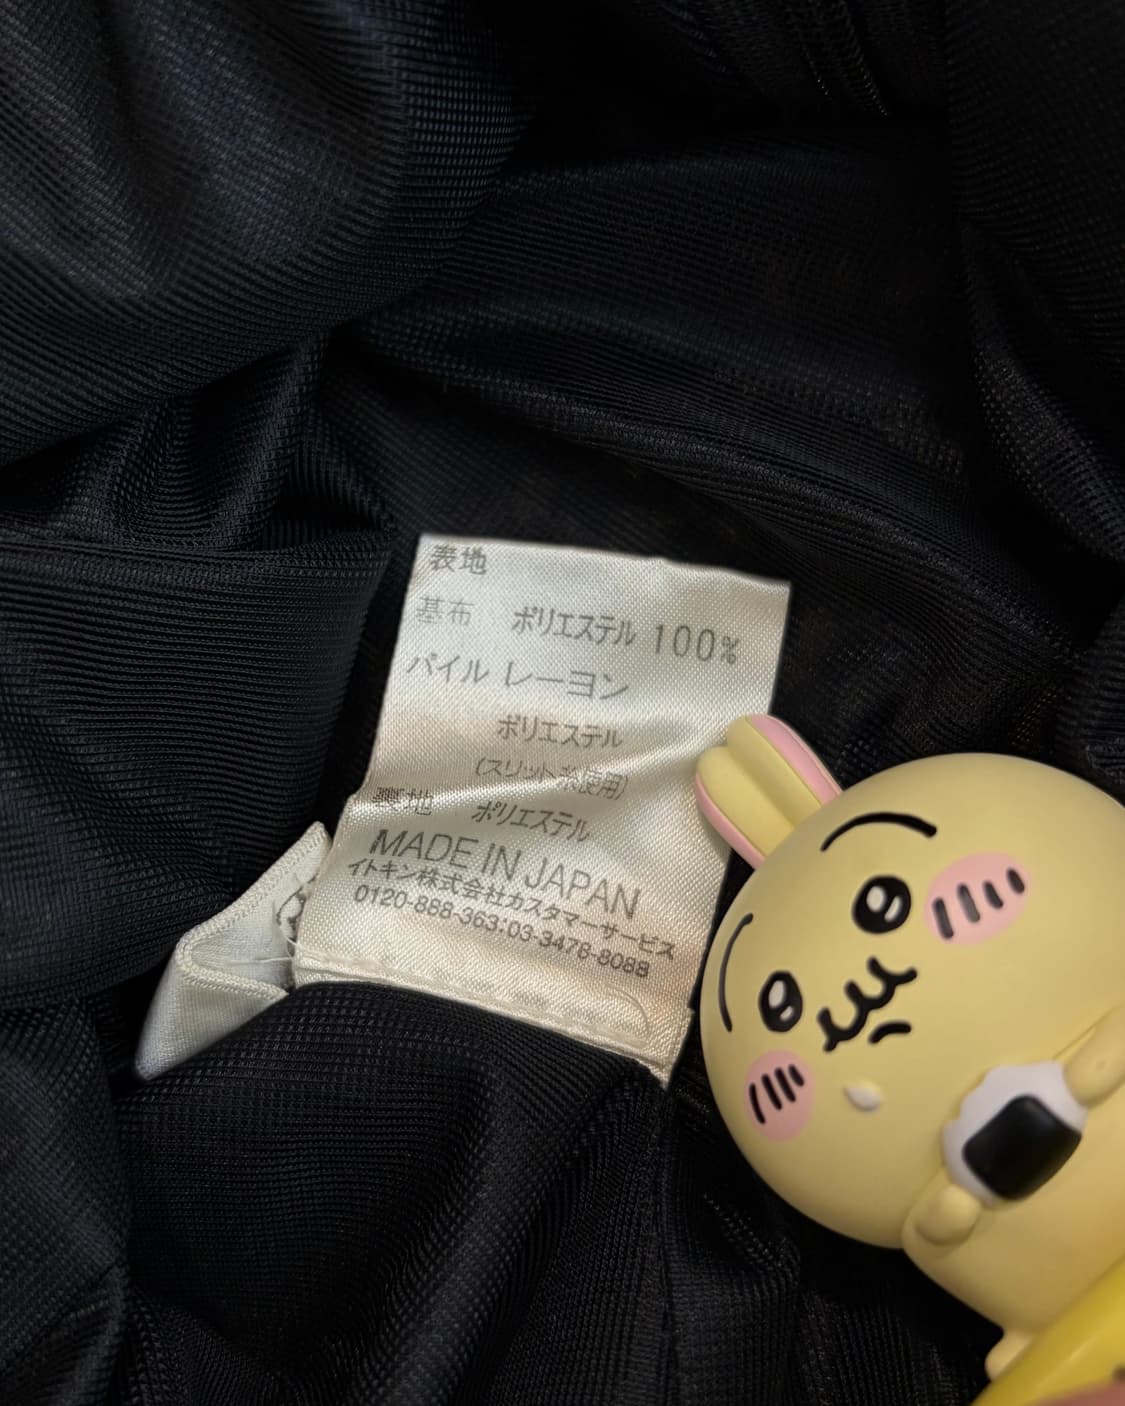 表地
基布 ポリエステル 100%
パイル レーヨン
ポリエステル
(スリット糸使用)
裏地 ポリエステル
MADE IN JAPAN
イトキン株式会社カスタマーサービス
0120-888-363:03-3478-8088